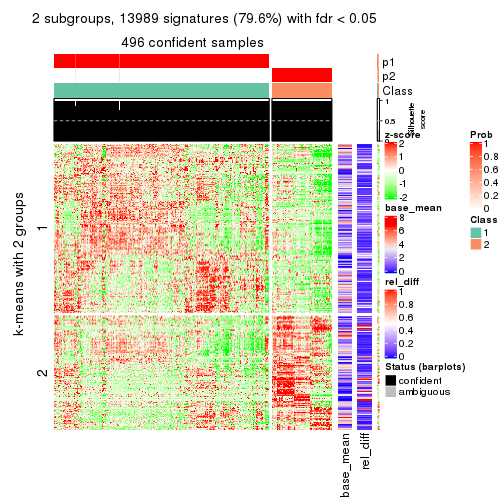 2 subgroups, 13989 signatures (79.6%) with fdr < 0.05
496 confident samples
p1
p2
Class
1
0.5
0
Silhouette
score
k-means with 2 groups
1
2
base_mean
rel_diff
z-score
2
1
0
-1
-2
base_mean
8
6
4
2
0
rel_diff
1
0.8
0.6
0.4
0.2
0
Status (barplots)
confident
ambiguous
Prob
1
0.8
0.6
0.4
0.2
0
Class
1
2